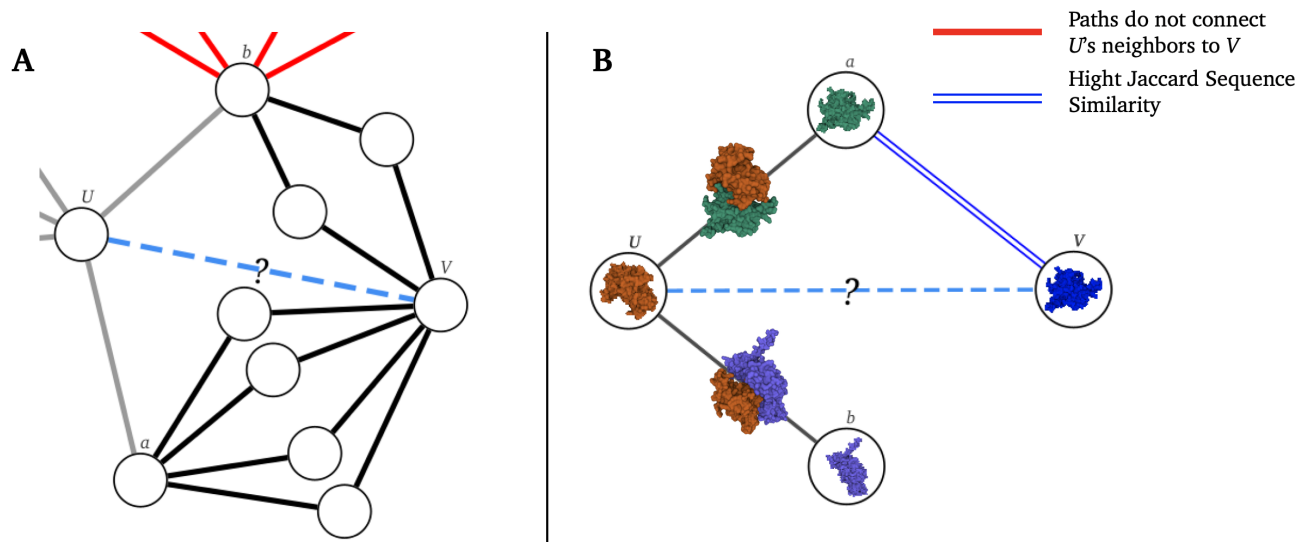 A
b
U
?
V
a
B
a
U
?
V
b
Paths do not connect
U's neighbors to V
Hight Jaccard Sequence
Similarity